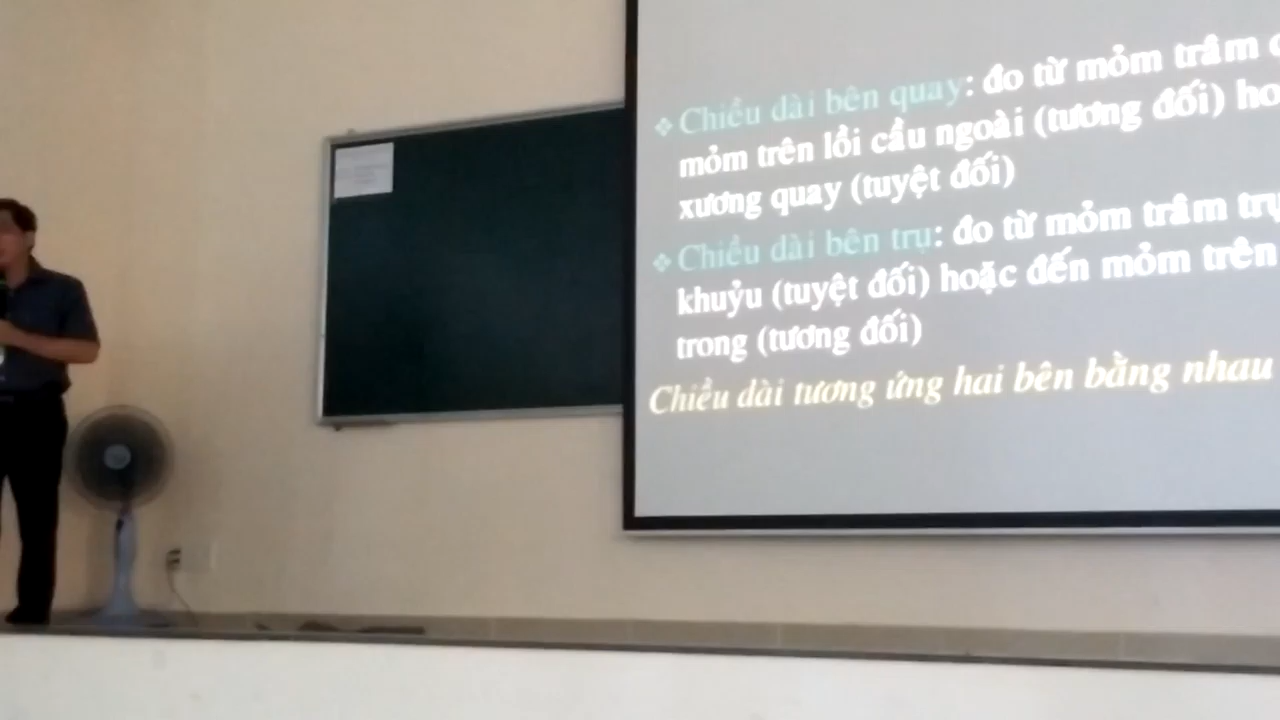 ❖ Chiều dài bên quay: đo từ mỏm trâm
mỏm trên lồi cầu ngoài (tương đối)
xương quay (tuyệt đối)
❖ Chiều dài bên trụ: đo từ mỏm trâm trụ
khuỷu (tuyệt đối) hoặc đến mỏm trên
trong (tương đối)
Chiều dài tương ứng hai bên bằng nhau